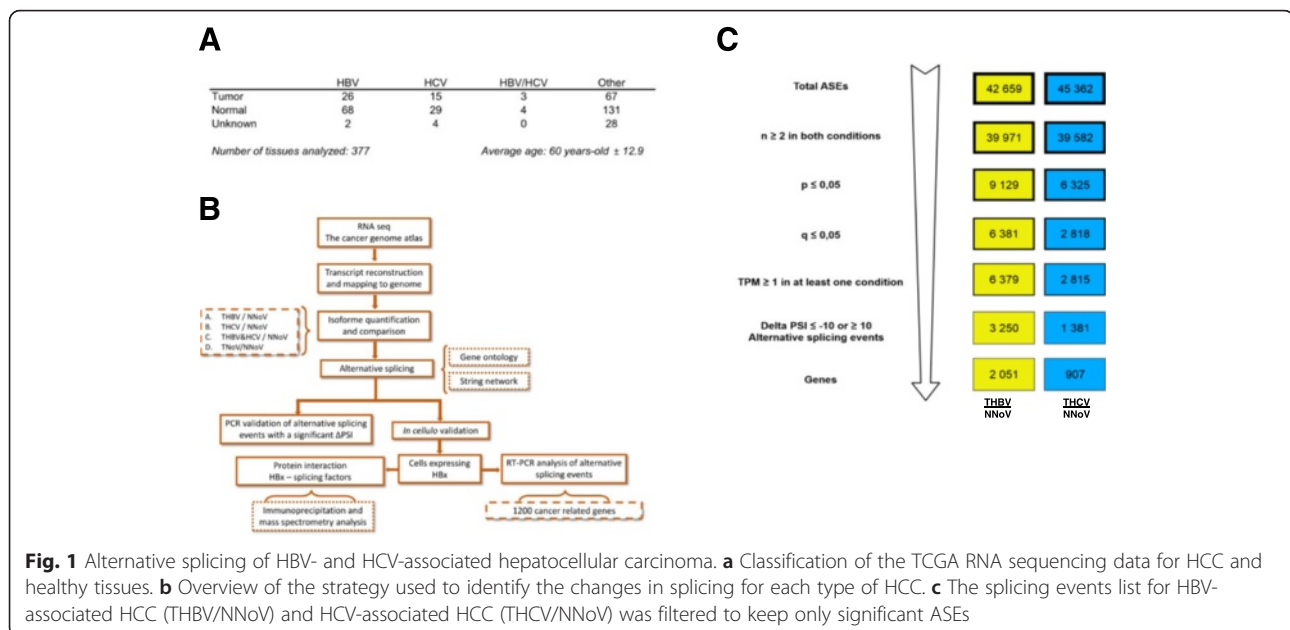 A
HBV HCV HBV/HCV Other
Tumor 26 15 3 67
Normal 68 29 4 131
Unknown 2 4 0 28
Number of tissues analyzed: 377 Average age: 60 years-old ± 12.9
B
RNA seq
The cancer genome atlas
Transcript reconstruction
and mapping to genome
A. THBV / NNoV
B. THCV / NNoV
C. THBV&HCV / NNoV
D. TNoV/NNoV
Isoforme quantification
and comparison
Alternative splicing
Gene ontology
String network
PCR validation of alternative splicing
events with a significant ΔPSI
In cellulo validation
Protein interaction
HBx – splicing factors
Cells expressing
HBx
RT-PCR analysis of alternative
splicing events
Immunoprecipitation and
mass spectrometry analysis
1200 cancer related genes
C
Total ASEs 42 659 45 362
n ≥ 2 in both conditions 39 971 39 582
p ≤ 0,05 9 129 6 325
q ≤ 0,05 6 381 2 818
TPM ≥ 1 in at least one condition 6 379 2 815
Delta PSI ≤ -10 or ≥ 10
Alternative splicing events 3 250 1 381
Genes 2 051 907
THBV THCV
NNoV NNoV
Fig. 1 Alternative splicing of HBV- and HCV-associated hepatocellular carcinoma. a Classification of the TCGA RNA sequencing data for HCC and
healthy tissues. b Overview of the strategy used to identify the changes in splicing for each type of HCC. c The splicing events list for HBV-
associated HCC (THBV/NNoV) and HCV-associated HCC (THCV/NNoV) was filtered to keep only significant ASEs